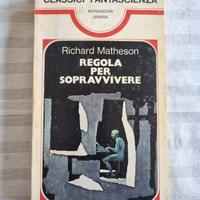 CLASSICI FANTASCIENZA
MONDADORI
URANIA
Richard Matheson
REGOLA
PER
SOPRAVVIVERE